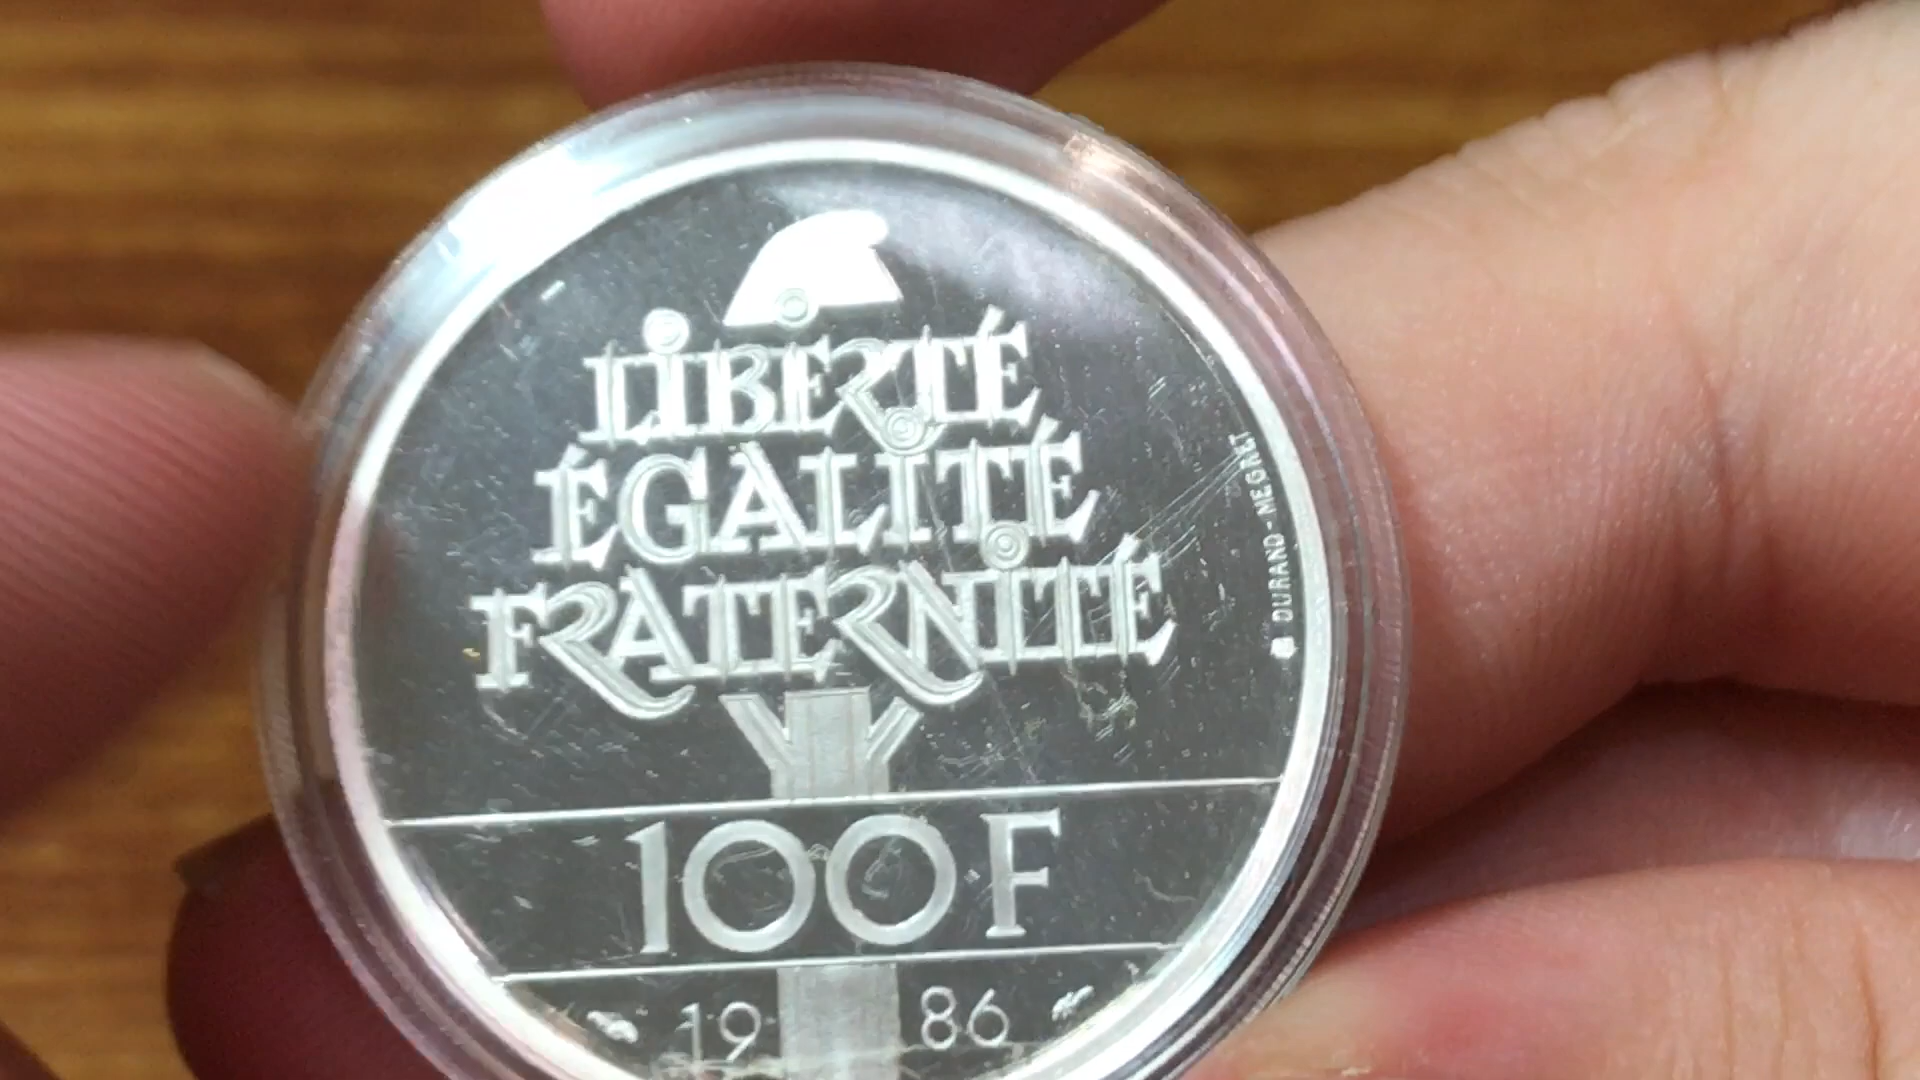 LIBERTÉ
ÉGALITÉ
FRATERNITÉ
DURAND-MEGRET
100 F
19 86